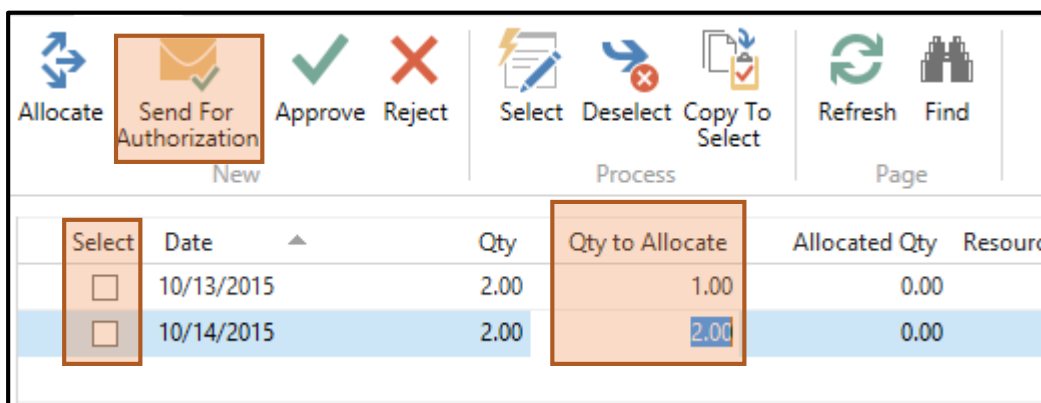 Allocate Send For Approve Reject Select Deselect Copy To Refresh Find
Authorization Select
New Process Page
Select Date Qty Qty to Allocate Allocated Qty Resourc
10/13/2015 2.00 1.00 0.00
10/14/2015 2.00 2.00 0.00